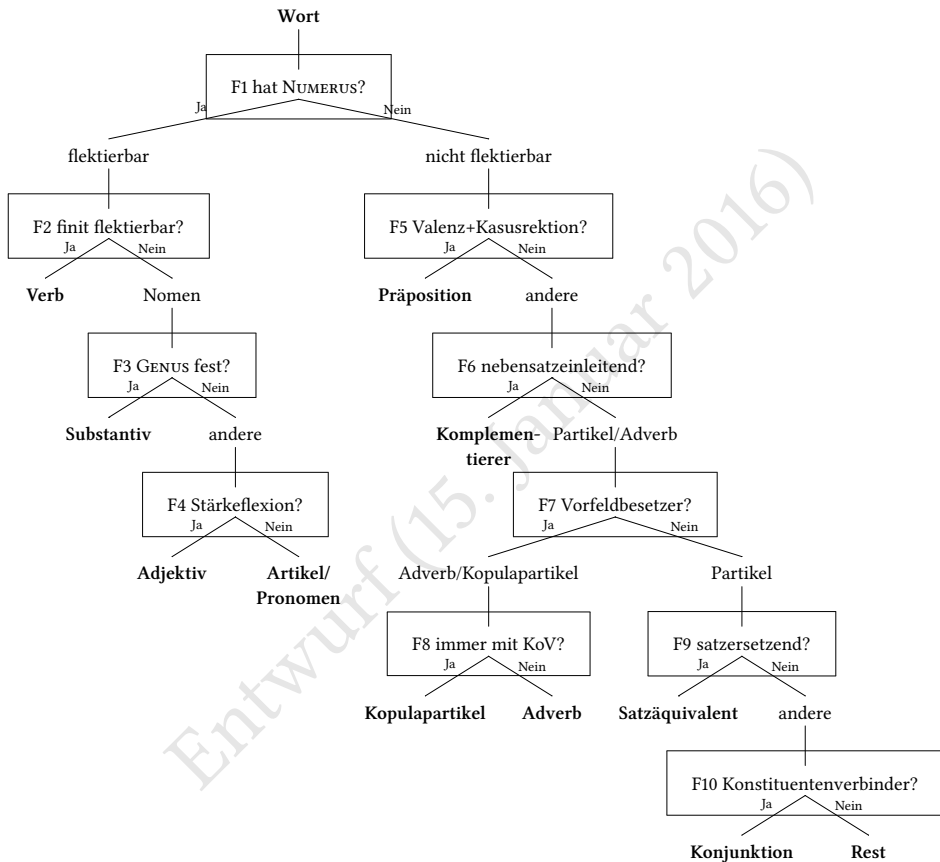 Wort
F1 hat NUMERUS?
Ja Nein
flektierbar nicht flektierbar
F2 finit flektierbar? F5 Valenz+Kasusrektion?
Ja Nein Ja Nein
Verb Nomen Präposition andere
F3 GENUS fest? F6 nebensatzeinleitend?
Ja Nein Ja Nein
Substantiv andere Komplemen- Partikel/Adverb
tierer
F4 Stärkeflexion? F7 Vorfeldbesetzer?
Ja Nein Ja Nein
Adjektiv Artikel/ Adverb/Kopulapartikel Partikel
Pronomen
F8 immer mit KoV? F9 satzersetzend?
Ja Nein Ja Nein
Kopulapartikel Adverb Satzäquivalent andere
F10 Konstituentenverbinder?
Ja Nein
Konjunktion Rest
Entwurf (15. Januar 2016)